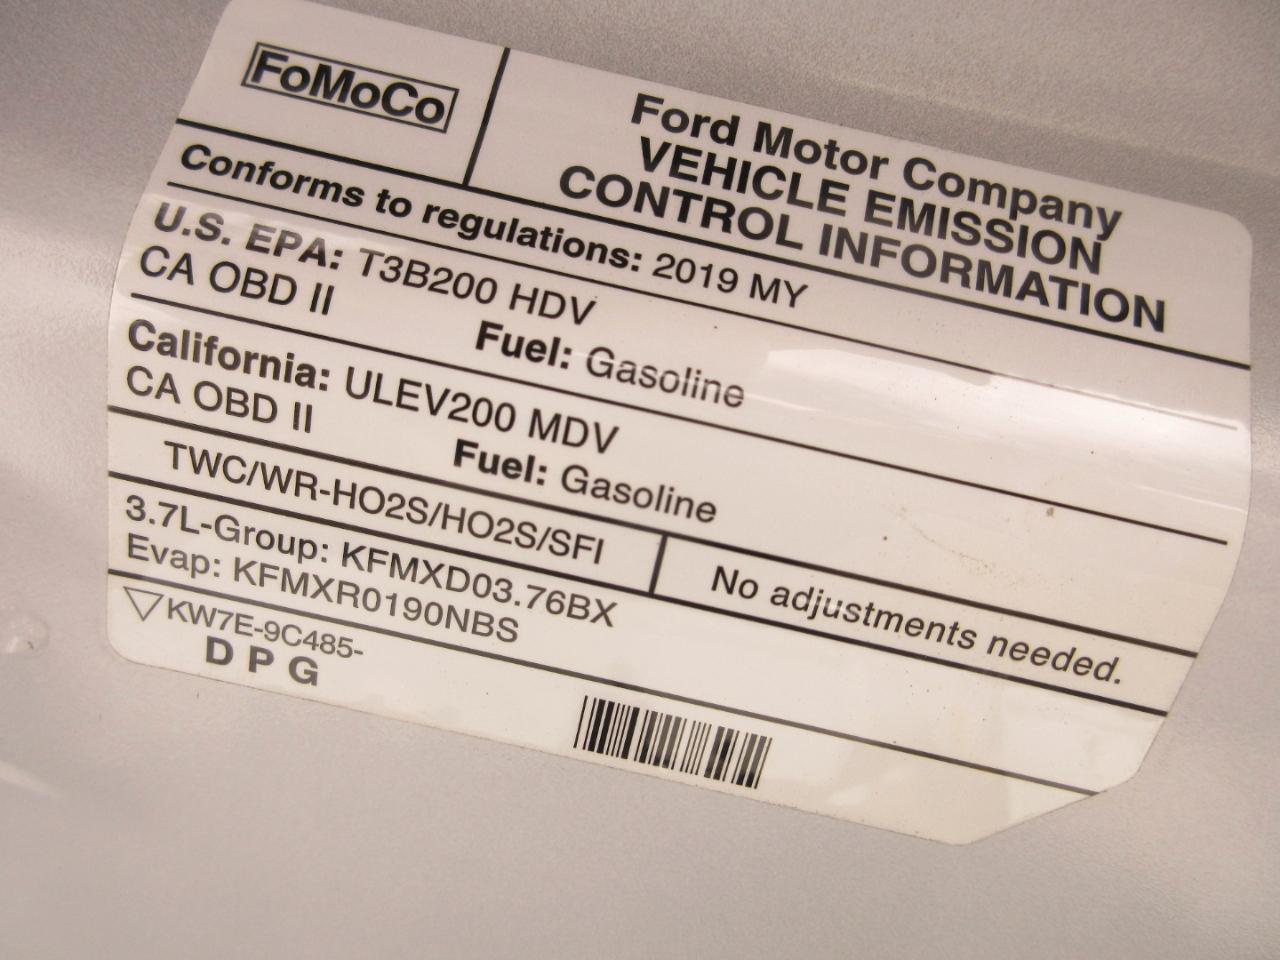 FoMoCo
Ford Motor Company
VEHICLE EMISSION
CONTROL INFORMATION
Conforms to regulations: 2019 MY
U.S. EPA: T3B200 HDV
CA OBD II Fuel: Gasoline
California: ULEV200 MDV
CA OBD II Fuel: Gasoline
TWC/WR-HO2S/HO2S/SFI
No adjustments needed.
3.7L-Group: KFMXD03.76BX
Evap: KFMXR0190NBS
KW7E-9C485-
D P G